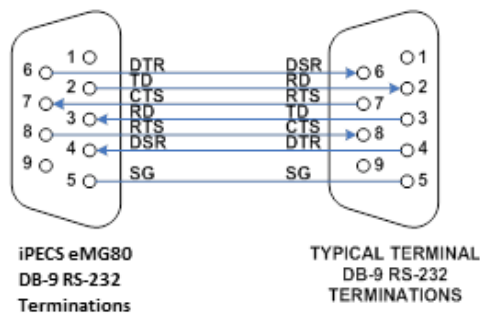 1 1
6 DTR DSR 6
2 TD RD 2
7 CTS RTS 7
3 RD TD 3
8 RTS CTS 8
4 DSR DTR 4
9 9
5 SG SG 5
iPECS eMG80
DB-9 RS-232
Terminations
TYPICAL TERMINAL
DB-9 RS-232
TERMINATIONS